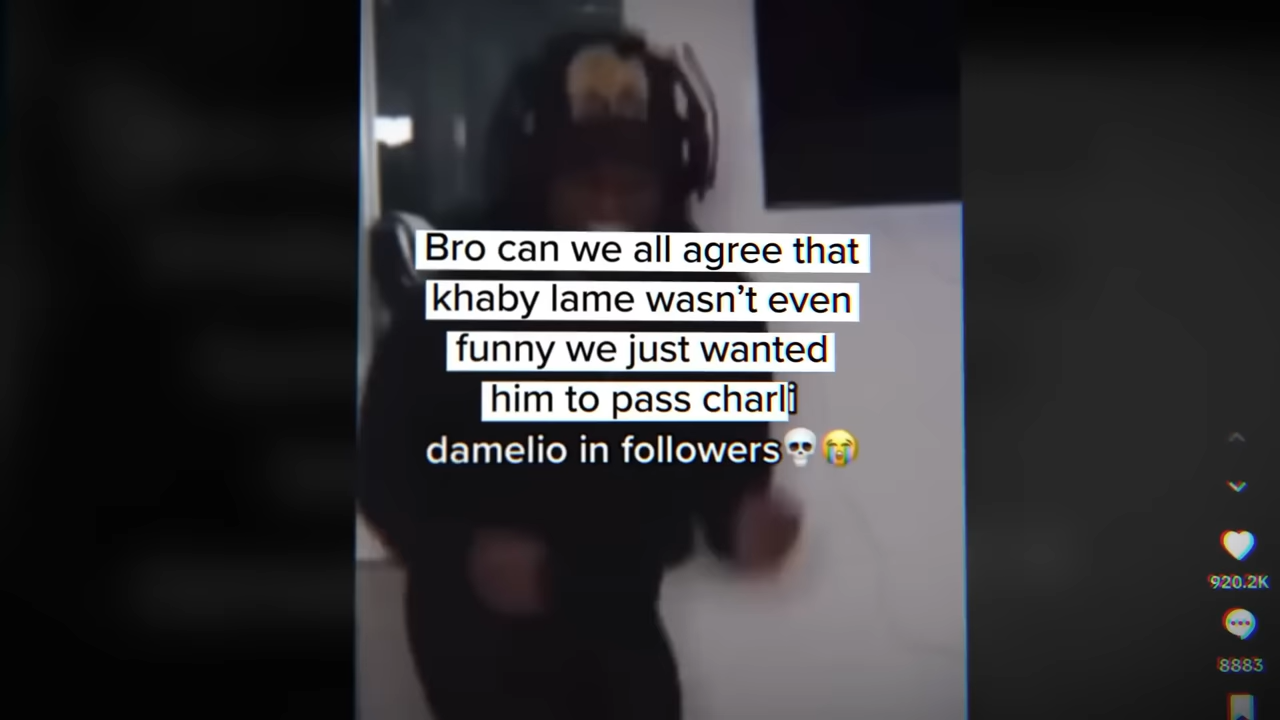 Bro can we all agree that
khaby lame wasn’t even
funny we just wanted
him to pass charli
damelio in followers💀😭
920.2K
8883